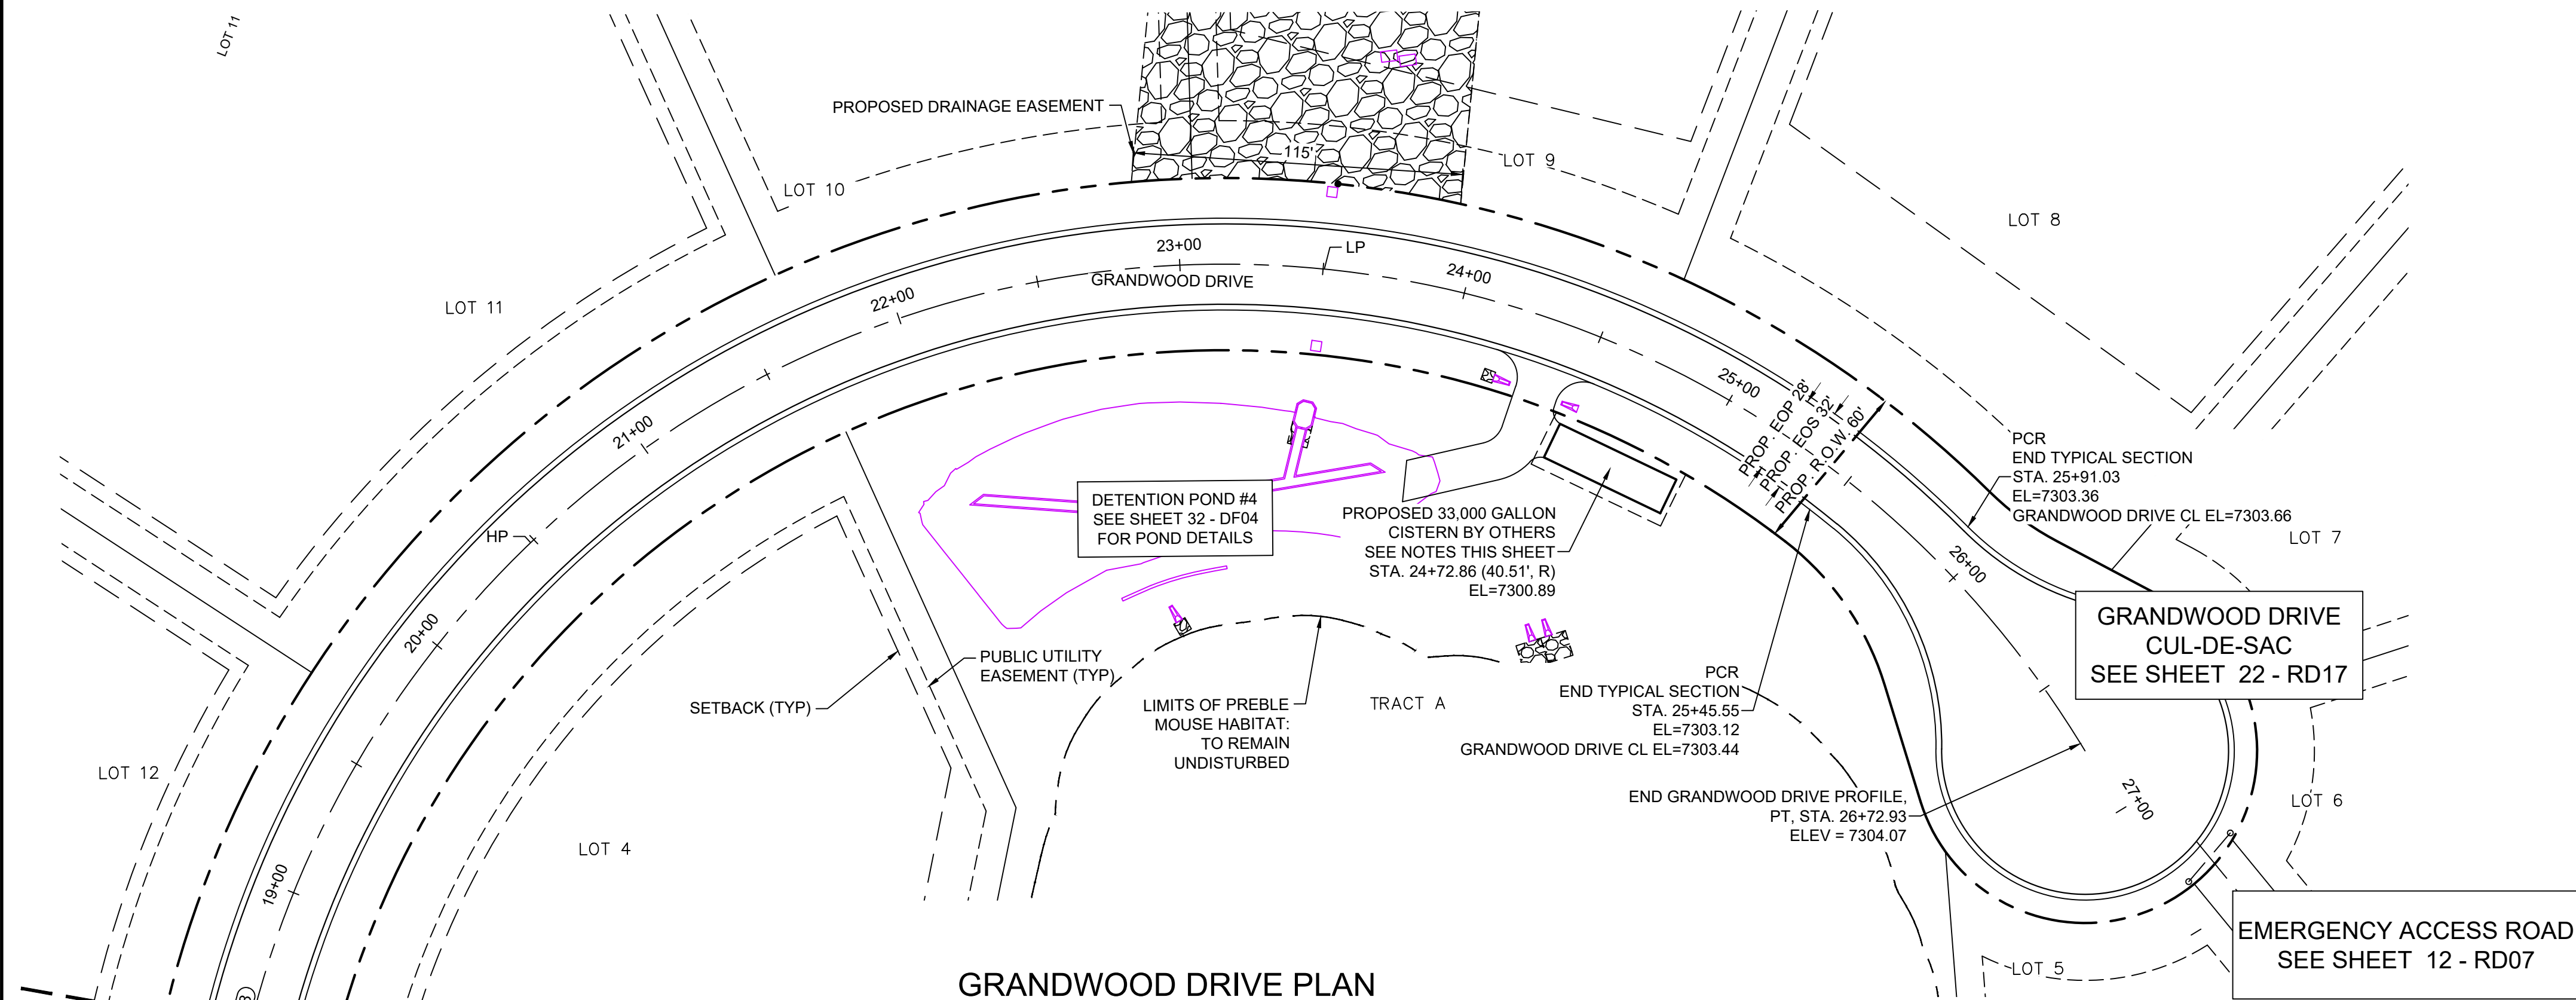 LOT 11
PROPOSED DRAINAGE EASEMENT
115'
LOT 9
LOT 10
LOT 8
23+00
LP
24+00
GRANDWOOD DRIVE
22+00
LOT 11
25+00
PROP. EOP 28'
PROP. EOS 32'
PROP. R.O.W. 60'
21+00
PCR
END TYPICAL SECTION
STA. 25+91.03
EL=7303.36
GRANDWOOD DRIVE CL EL=7303.66
LOT 7
DETENTION POND #4
SEE SHEET 32 - DF04
FOR POND DETAILS
PROPOSED 33,000 GALLON
CISTERN BY OTHERS
SEE NOTES THIS SHEET
STA. 24+72.86 (40.51', R)
EL=7300.89
HP
26+00
20+00
GRANDWOOD DRIVE
CUL-DE-SAC
SEE SHEET 22 - RD17
PUBLIC UTILITY
EASEMENT (TYP)
SETBACK (TYP)
LIMITS OF PREBLE
MOUSE HABITAT:
TO REMAIN
UNDISTURBED
TRACT A
PCR
END TYPICAL SECTION
STA. 25+45.55
EL=7303.12
GRANDWOOD DRIVE CL EL=7303.44
LOT 12
END GRANDWOOD DRIVE PROFILE,
PT, STA. 26+72.93
ELEV = 7304.07
27+00
LOT 6
LOT 4
19+00
EMERGENCY ACCESS ROAD
SEE SHEET 12 - RD07
LOT 5
GRANDWOOD DRIVE PLAN